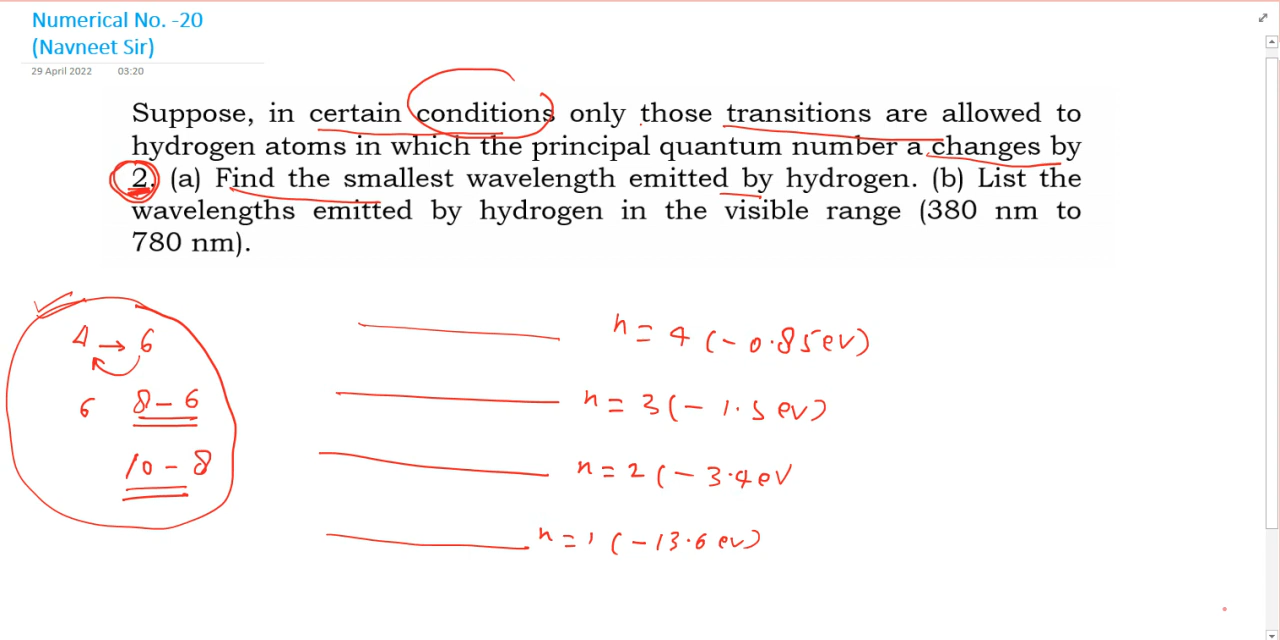 Numerical No. -20
(Navneet Sir)
29 April 2022 03:20
Suppose, in certain conditions only those transitions are allowed to
hydrogen atoms in which the principal quantum number a changes by
2. (a) Find the smallest wavelength emitted by hydrogen. (b) List the
wavelengths emitted by hydrogen in the visible range (380 nm to
780 nm).
4 → 6
6 8 - 6
10 - 8
n = 4 (-0.85 ev)
n = 3 (-1.5 ev)
n = 2 (-3.4 eV
n = 1 (-13.6 ev)